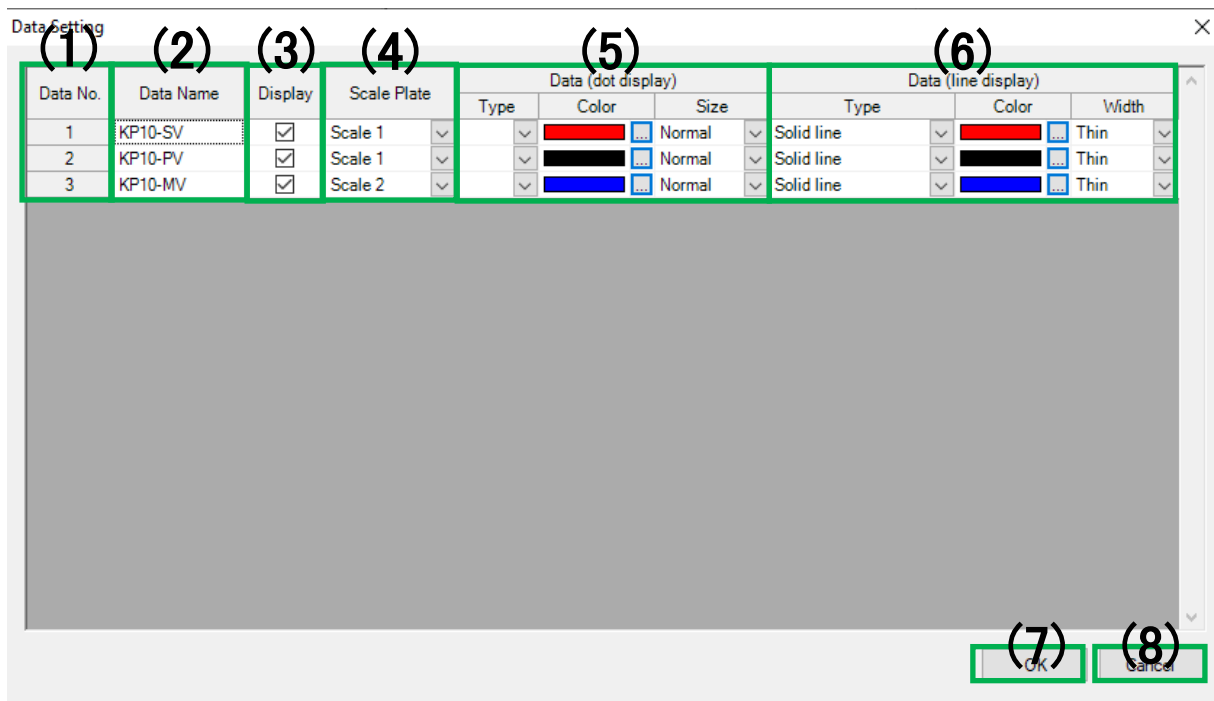 Data Setting
(1) (2) (3) (4) (5) (6)
Data No. Data Name Display Scale Plate Data (dot display) Data (line display)
Type Color Size Type Color Width
1 KP10-SV Scale 1 ... Normal Solid line ... Thin
2 KP10-PV Scale 1 ... Normal Solid line ... Thin
3 KP10-MV Scale 2 ... Normal Solid line ... Thin
(7) (8)
OK Cancel